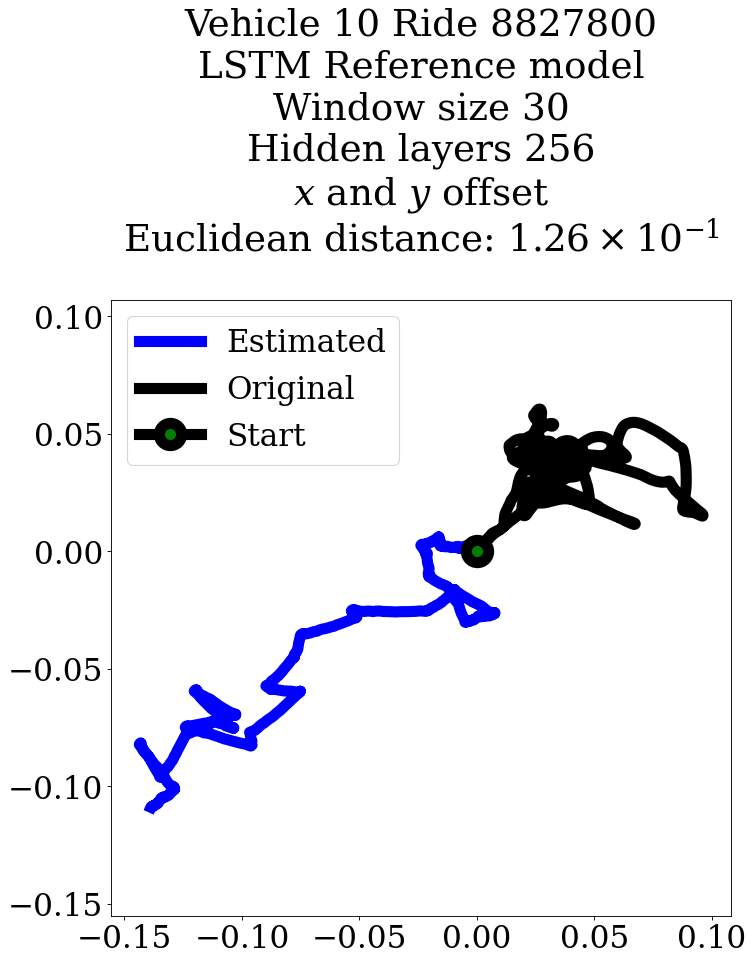 Vehicle 10 Ride 8827800
LSTM Reference model
Window size 30
Hidden layers 256
x and y offset
Euclidean distance: 1.26 × 10⁻¹
Estimated
Original
Start
0.10
0.05
0.00
−0.05
−0.10
−0.15
−0.15 −0.10 −0.05 0.00 0.05 0.10